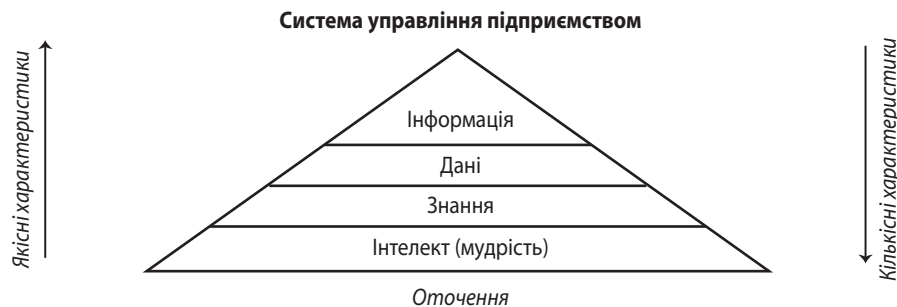 Система управління підприємством
Якісні характеристики
Інформація
Дані
Знання
Інтелект (мудрість)
Кількісні характеристики
Оточення